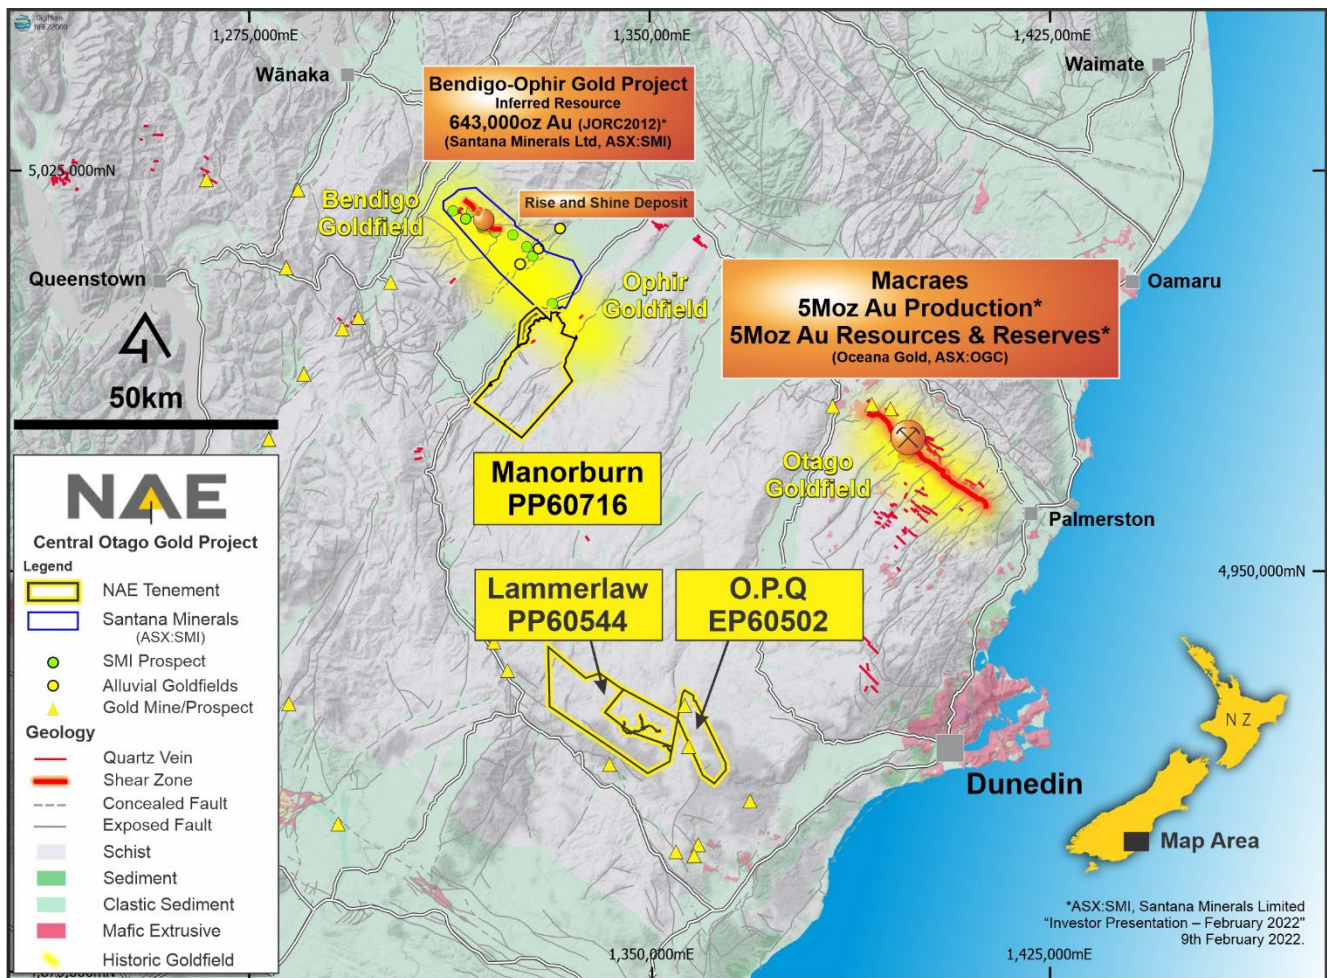 DigiMaps
1,275,000mE
1,350,00mE
1,425,00mE
Wānaka
Waimate
Bendigo-Ophir Gold Project
Inferred Resource
643,000oz Au (JORC2012)*
(Santana Minerals Ltd, ASX:SMI)
5,025,000mN
Bendigo
Goldfield
Rise and Shine Deposit
Queenstown
Ophir
Goldfield
Macraes
5Moz Au Production*
5Moz Au Resources & Reserves*
(Oceana Gold, ASX:OGC)
Oamaru
50km
Manorburn
PP60716
Otago
Goldfield
Palmerston
NAE
Central Otago Gold Project
Legend
NAE Tenement
Santana Minerals
(ASX:SMI)
SMI Prospect
Alluvial Goldfields
Gold Mine/Prospect
Geology
Quartz Vein
Shear Zone
Concealed Fault
Exposed Fault
Schist
Sediment
Clastic Sediment
Mafic Extrusive
Historic Goldfield
Lammerlaw
PP60544
O.P.Q
EP60502
4,950,000mN
Dunedin
N Z
Map Area
*ASX:SMI, Santana Minerals Limited
"Investor Presentation – February 2022"
9th February 2022.
1,350,000mE
1,425,000mE